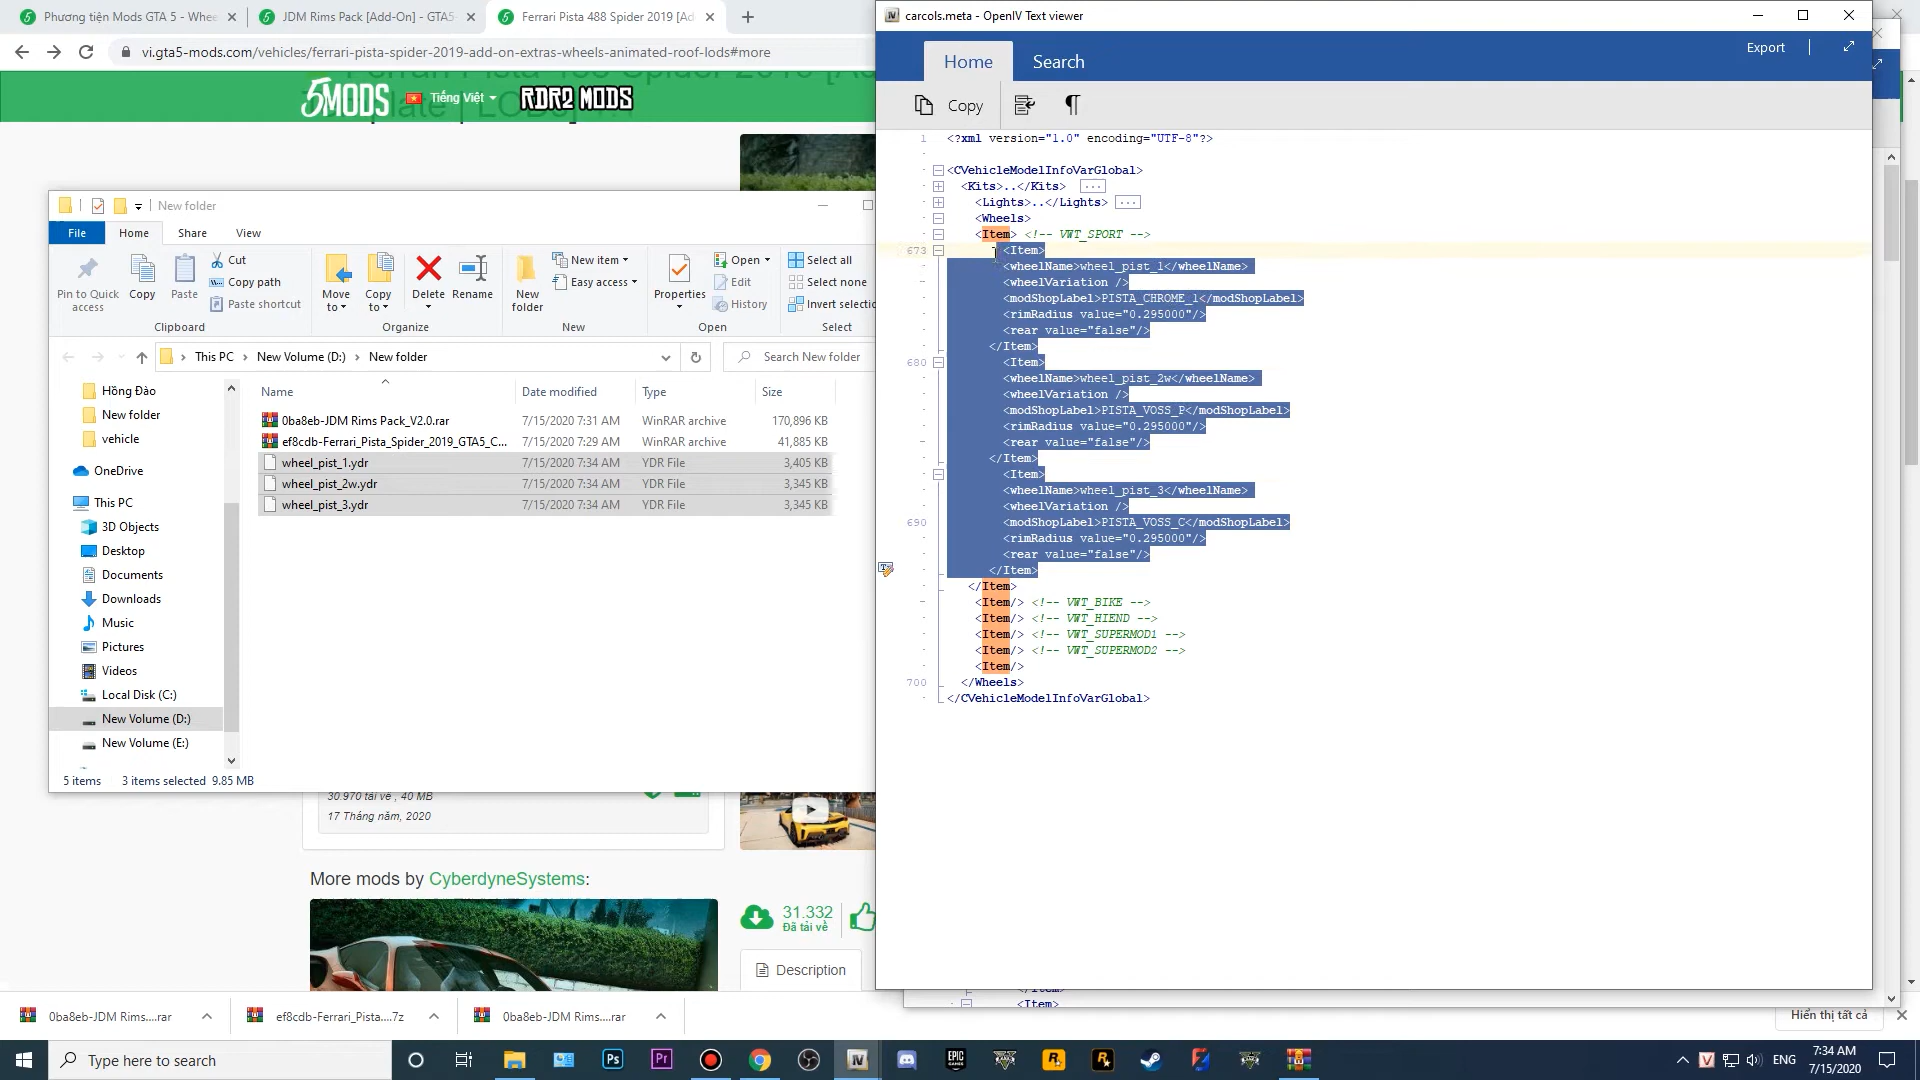 Phương tiện Mods GTA 5 - Whee
JDM Rims Pack [Add-On] - GTA5-
Ferrari Pista 488 Spider 2019 [Ad
vi.gta5-mods.com/vehicles/ferrari-pista-spider-2019-add-on-extras-wheels-animated-roof-lods#more
5MODS
Tiếng Việt
RDR2 MODS
New folder
File
Home
Share
View
Pin to Quick access
Copy
Paste
Cut
Copy path
Paste shortcut
Clipboard
Move to
Copy to
Delete
Rename
Organize
New folder
New item
Easy access
New
Properties
Open
Edit
History
Open
Select all
Select none
Invert selectio
Select
This PC > New Volume (D:) > New folder
Search New folder
Hồng Đào
New folder
vehicle
OneDrive
This PC
3D Objects
Desktop
Documents
Downloads
Music
Pictures
Videos
Local Disk (C:)
New Volume (D:)
New Volume (E:)
Name Date modified Type Size
0ba8eb-JDM Rims Pack_V2.0.rar 7/15/2020 7:31 AM WinRAR archive 170,896 KB
ef8cdb-Ferrari_Pista_Spider_2019_GTA5_C... 7/15/2020 7:29 AM WinRAR archive 41,885 KB
wheel_pist_1.ydr 7/15/2020 7:34 AM YDR File 3,405 KB
wheel_pist_2w.ydr 7/15/2020 7:34 AM YDR File 3,345 KB
wheel_pist_3.ydr 7/15/2020 7:34 AM YDR File 3,345 KB
5 items 3 items selected 9.85 MB
30.970 tải về , 40 MB
17 Tháng năm, 2020
More mods by CyberdyneSystems:
31.332
Đã tải về
Description
carcols.meta - OpenIV Text viewer
Export
Home
Search
Copy
1 <?xml version="1.0" encoding="UTF-8"?>
<CVehicleModelInfoVarGlobal>
<Kits>..</Kits> ...
<Lights>..</Lights> ...
<Wheels>
<Item> <!-- VWT_SPORT -->
673 <Item>
<wheelName>wheel_pist_1</wheelName>
<wheelVariation />
<modShopLabel>PISTA_CHROME_1</modShopLabel>
<rimRadius value="0.295000"/>
<rear value="false"/>
</Item>
680 <Item>
<wheelName>wheel_pist_2w</wheelName>
<wheelVariation />
<modShopLabel>PISTA_VOSS_P</modShopLabel>
<rimRadius value="0.295000"/>
<rear value="false"/>
</Item>
<Item>
<wheelName>wheel_pist_3</wheelName>
<wheelVariation />
690 <modShopLabel>PISTA_VOSS_C</modShopLabel>
<rimRadius value="0.295000"/>
<rear value="false"/>
</Item>
</Item>
<Item/> <!-- VWT_BIKE -->
<Item/> <!-- VWT_HIEND -->
<Item/> <!-- VWT_SUPERMOD1 -->
<Item/> <!-- VWT_SUPERMOD2 -->
<Item/>
700 </Wheels>
</CVehicleModelInfoVarGlobal>
<Item>
0ba8eb-JDM Rims....rar
ef8cdb-Ferrari_Pista....7z
0ba8eb-JDM Rims....rar
Hiển thị tất cả
Type here to search
ENG
7:34 AM
7/15/2020